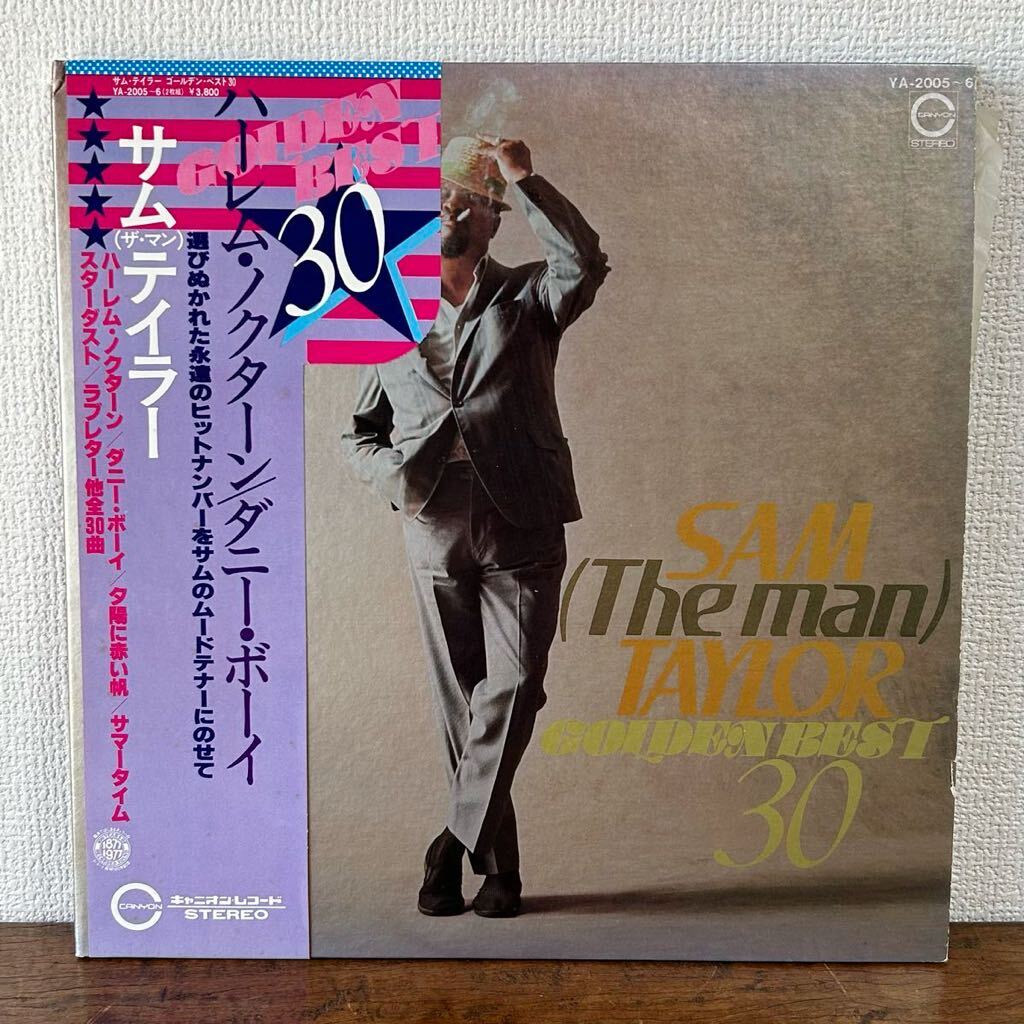 サム・テイラー ゴールデン・ベスト30
YA-2005~6(2枚組) ¥3,800
GOLDEN
BEST
30
ハーレム・ノクターン/ダニー・ボーイ
選びぬかれた永遠のヒットナンバーをサムのムードテナーにのせて
サム(ザ・マン)テイラー
ハーレム・ノクターン/ダニー・ボーイ/夕陽に赤い帆/サマータイム
スターダスト/ラブレター他全30曲
1877
1977
CANYON
キャニオン・レコード
STEREO
YA-2005~6
CANYON
STEREO
SAM
(The man)
TAYLOR
GOLDEN BEST
30